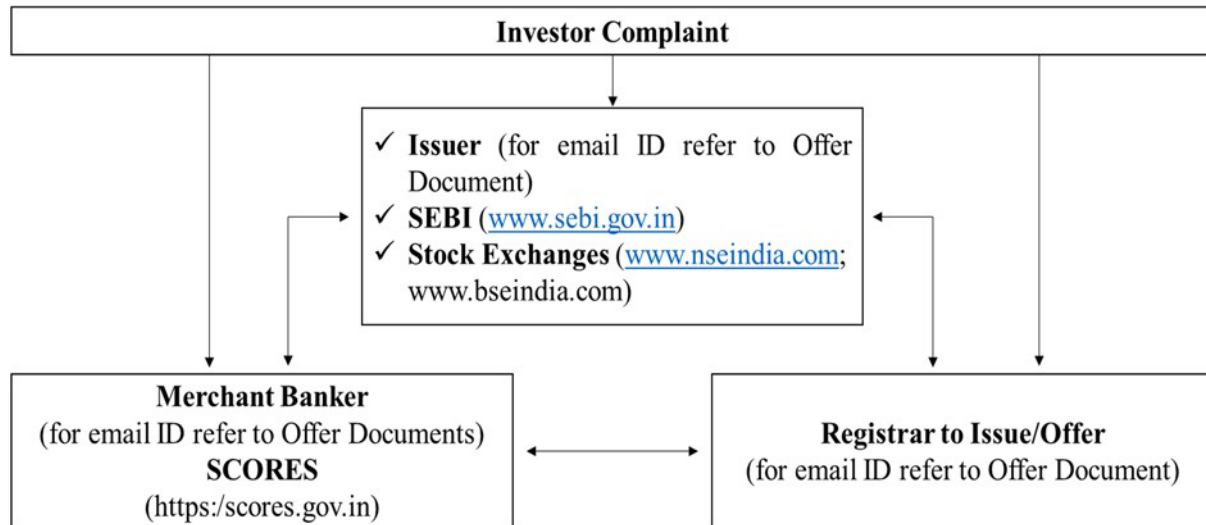 Investor Complaint
✓ Issuer (for email ID refer to Offer
Document)
✓ SEBI (www.sebi.gov.in)
✓ Stock Exchanges (www.nseindia.com;
www.bseindia.com)
Merchant Banker
(for email ID refer to Offer Documents)
SCORES
(https:/scores.gov.in)
Registrar to Issue/Offer
(for email ID refer to Offer Document)